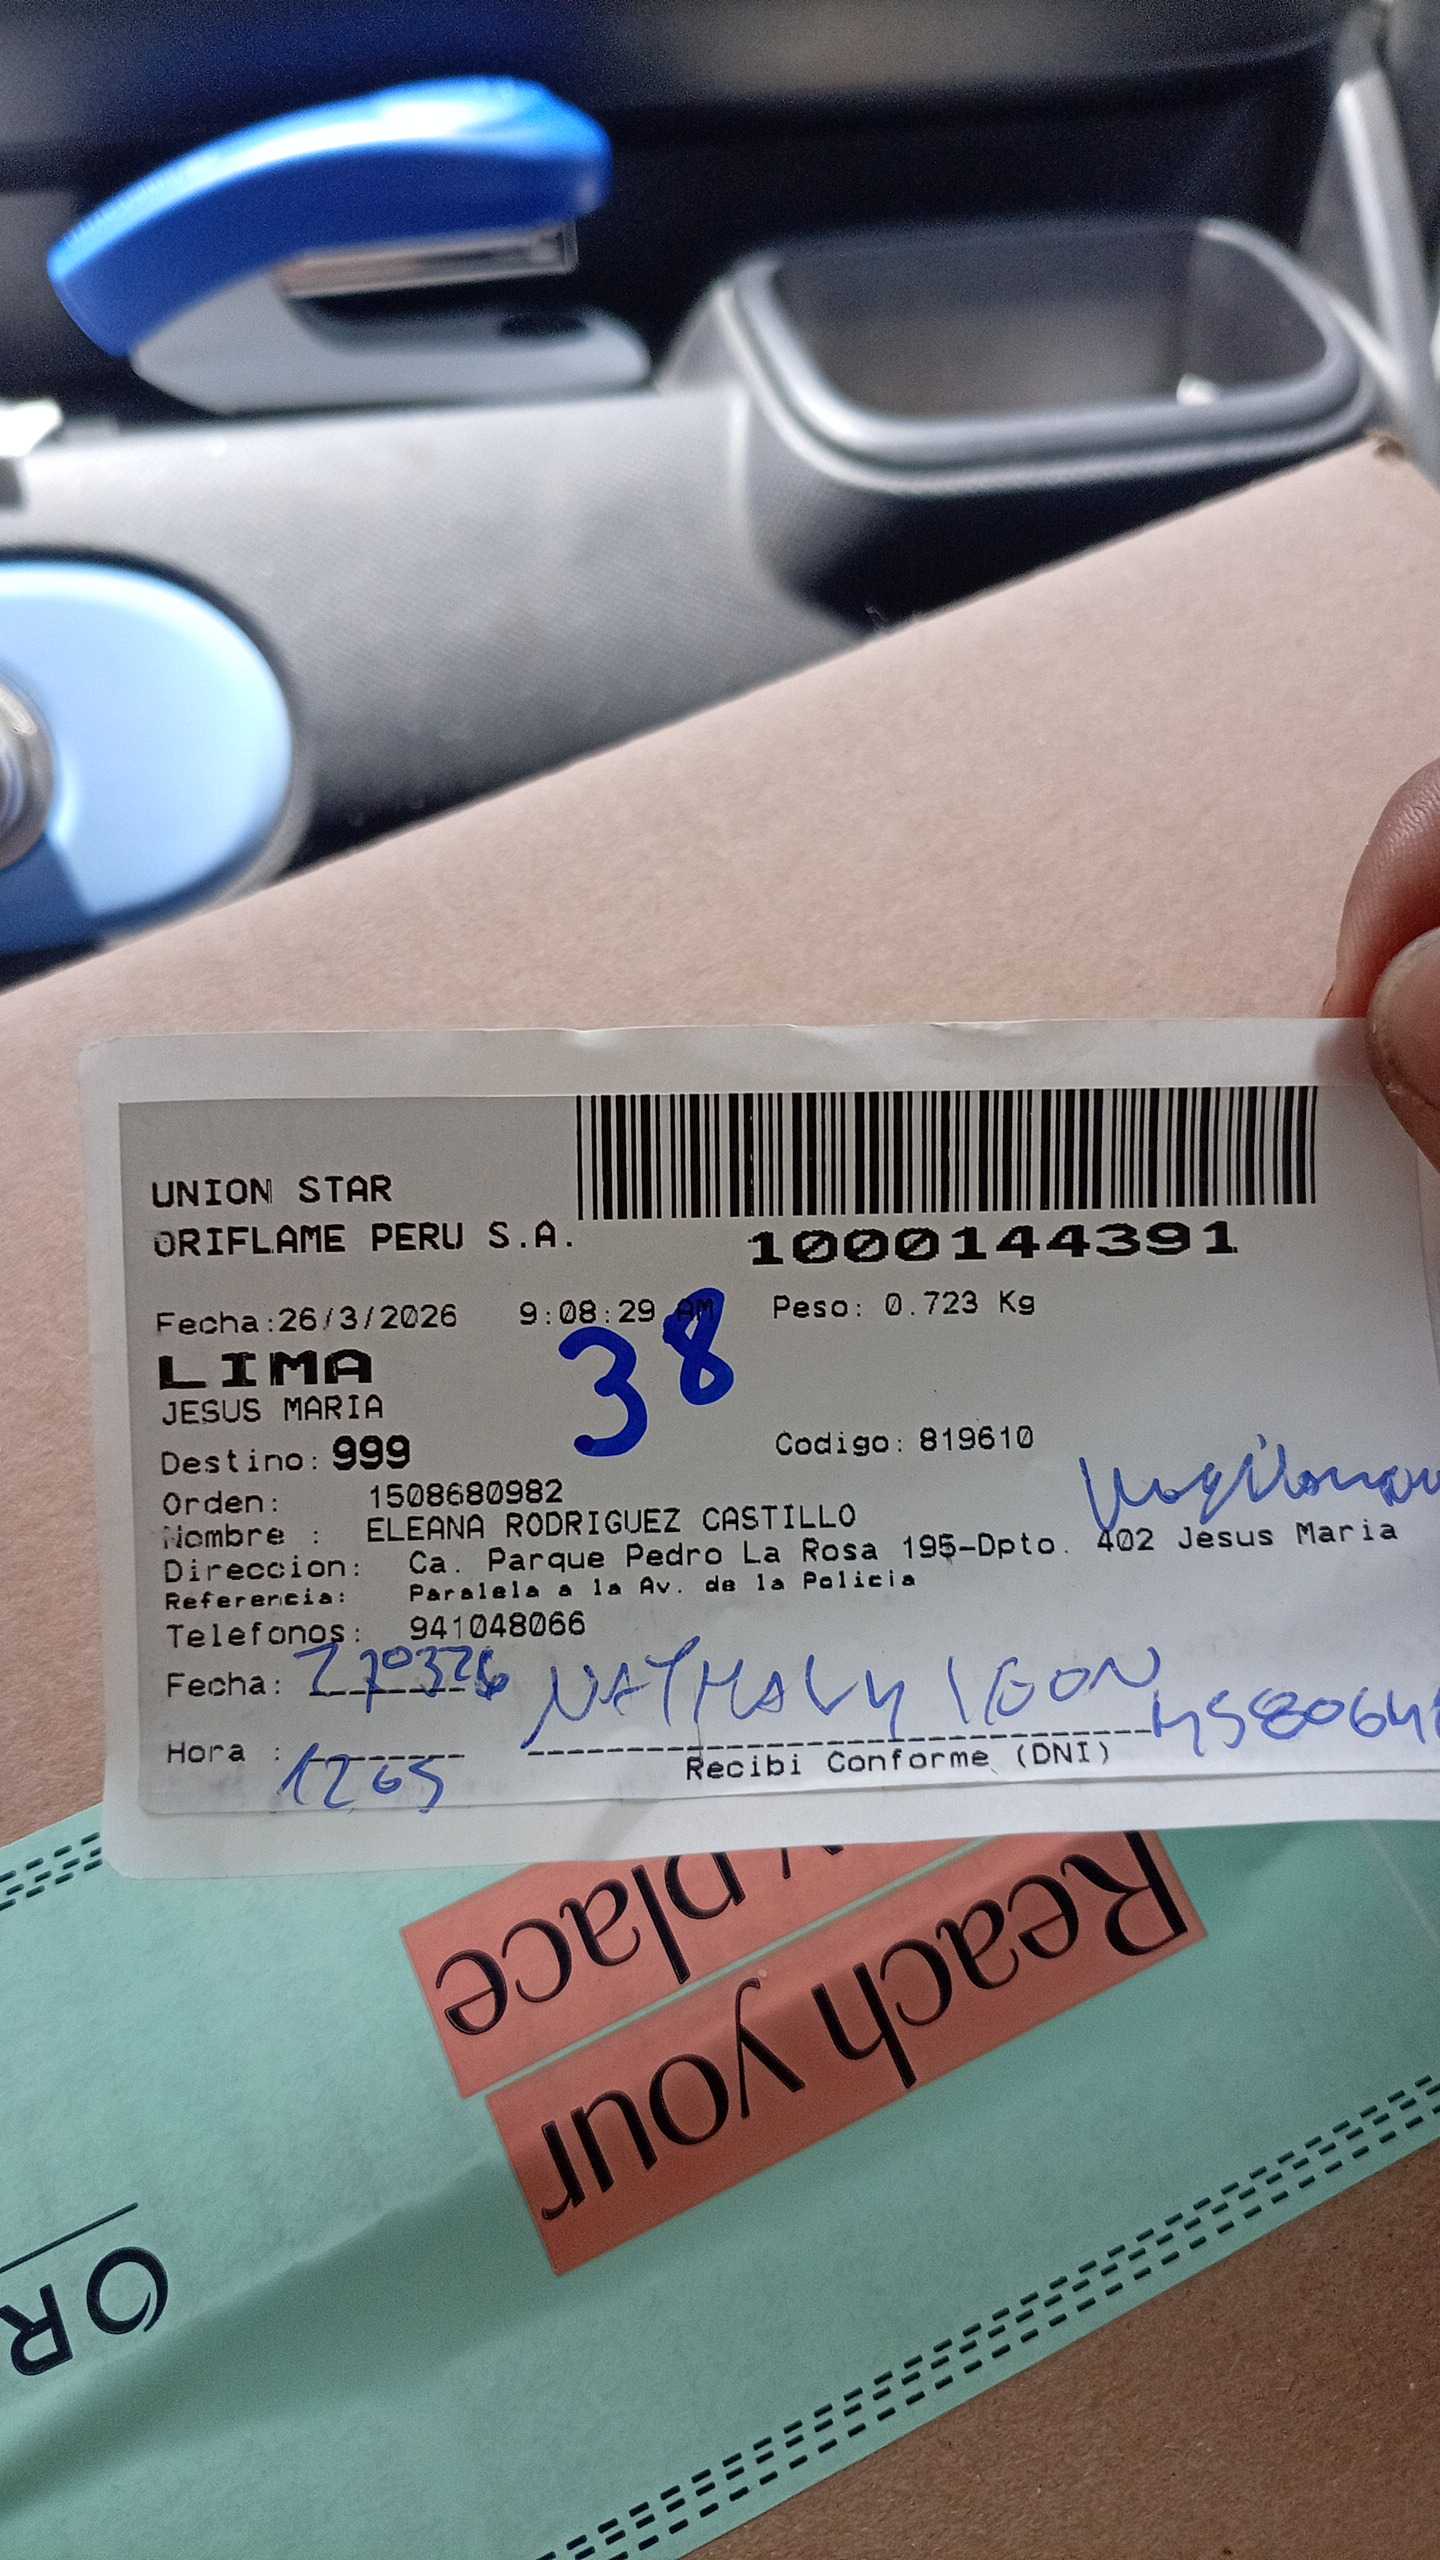 UNION STAR
ORIFLAME PERU S.A.
1000144391
Fecha:26/3/2026 9:08:29 AM Peso: 0.723 Kg
38
LIMA
JESUS MARIA
Destino: 999 Codigo: 819610
Orden: 1508680982
Nombre : ELEANA RODRIGUEZ CASTILLO
Direccion: Ca. Parque Pedro La Rosa 195-Dpto. 402 Jesus Maria
Referencia: Paralela a la Av. de la Policia
Telefonos: 941048066
Fecha: 270326 NATHALY
Hora : 1265
Recibi Conforme (DNI)
Reach your
place
OR